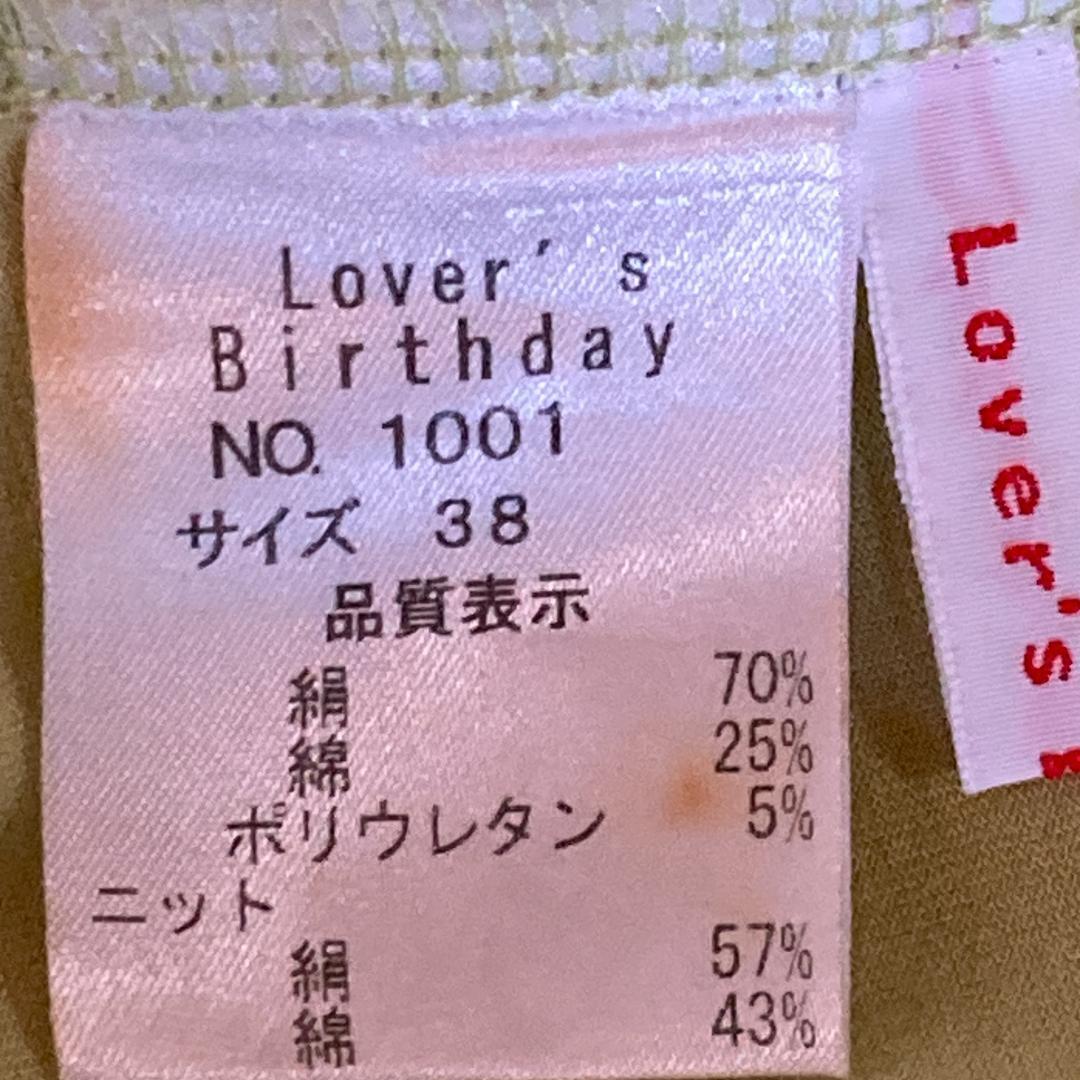 Lover's
Birthday
NO. 1001
サイズ 38
品質表示
絹 70%
綿 25%
ポリウレタン 5%
ニット
絹 57%
綿 43%
Lover's